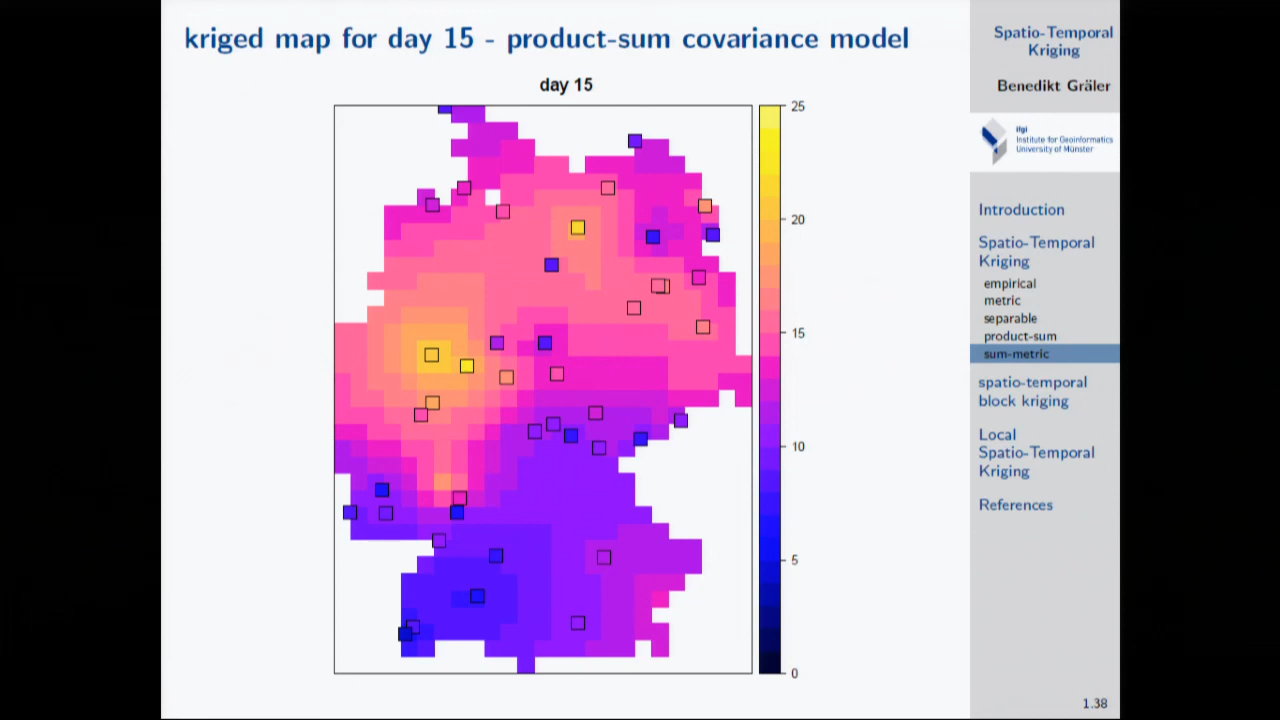 kriged map for day 15 - product-sum covariance model
day 15
25
20
15
10
5
0
Spatio-Temporal
Kriging
Benedikt Gräler
ifgi
Institute for Geoinformatics
University of Münster
Introduction
Spatio-Temporal
Kriging
empirical
metric
separable
product-sum
sum-metric
spatio-temporal
block kriging
Local
Spatio-Temporal
Kriging
References
1.38